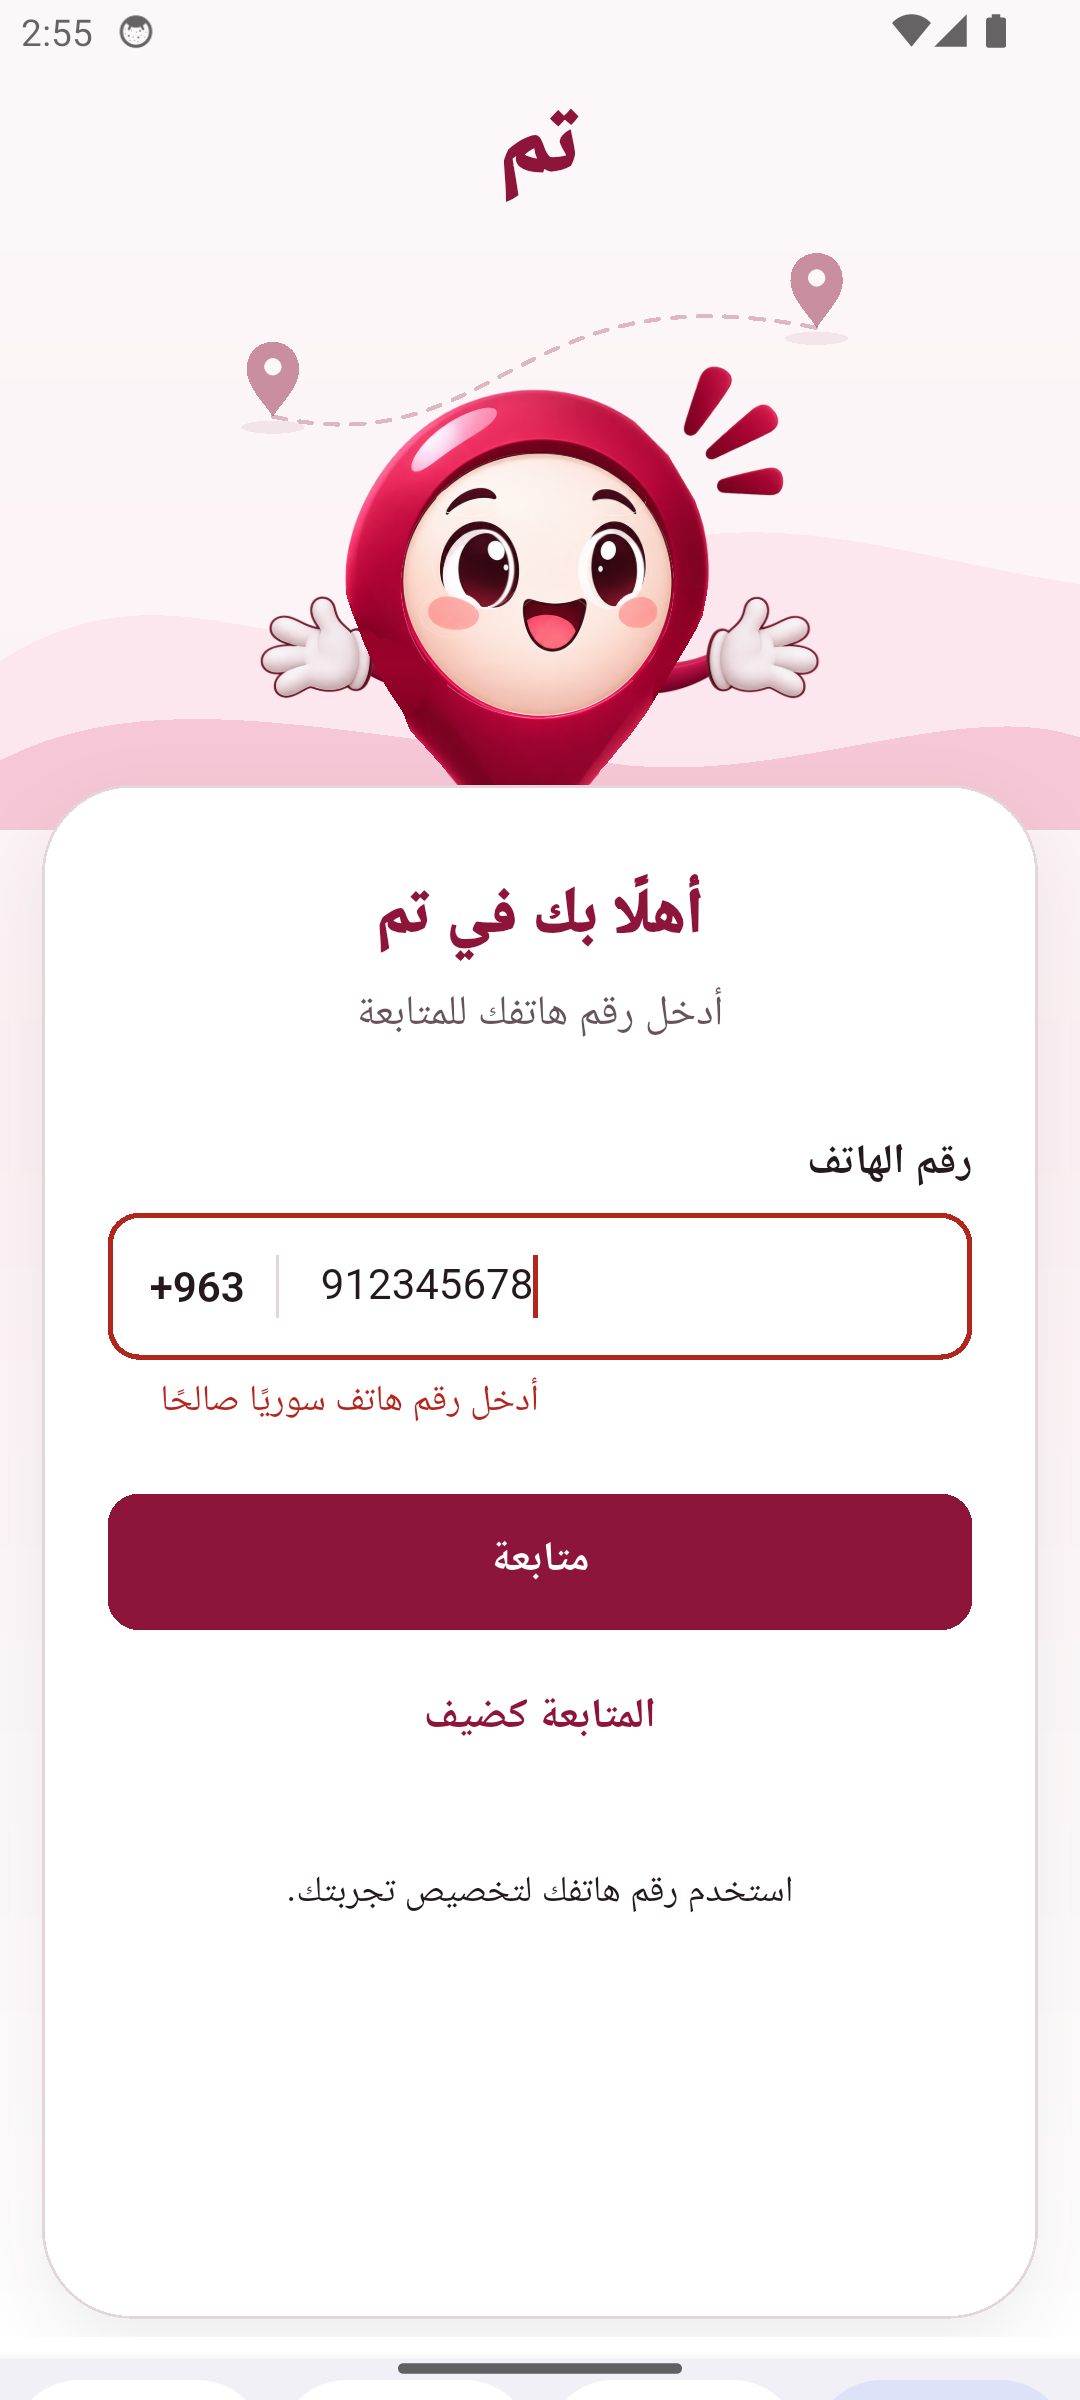 2:55
تم
أهلًا بك في تم
أدخل رقم هاتفك للمتابعة
رقم الهاتف
+963 912345678
أدخل رقم هاتف سوريًا صالحًا
متابعة
المتابعة كضيف
استخدم رقم هاتفك لتخصيص تجربتك.